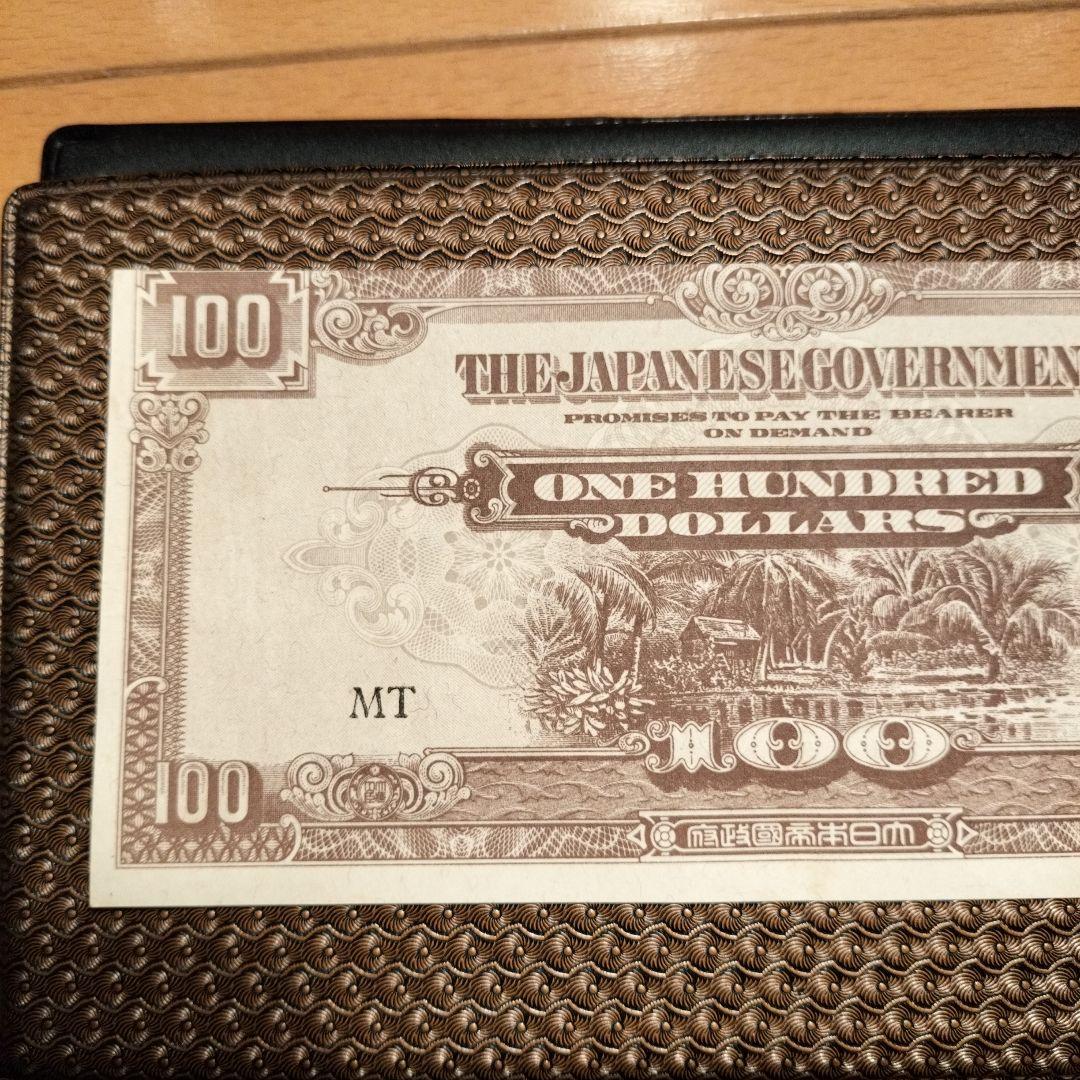 100
THE JAPANESE GOVERNMEN
PROMISES TO PAY THE BEARER
ON DEMAND
ONE HUNDRED
DOLLARS
MT
100
100
府政國帝本日大